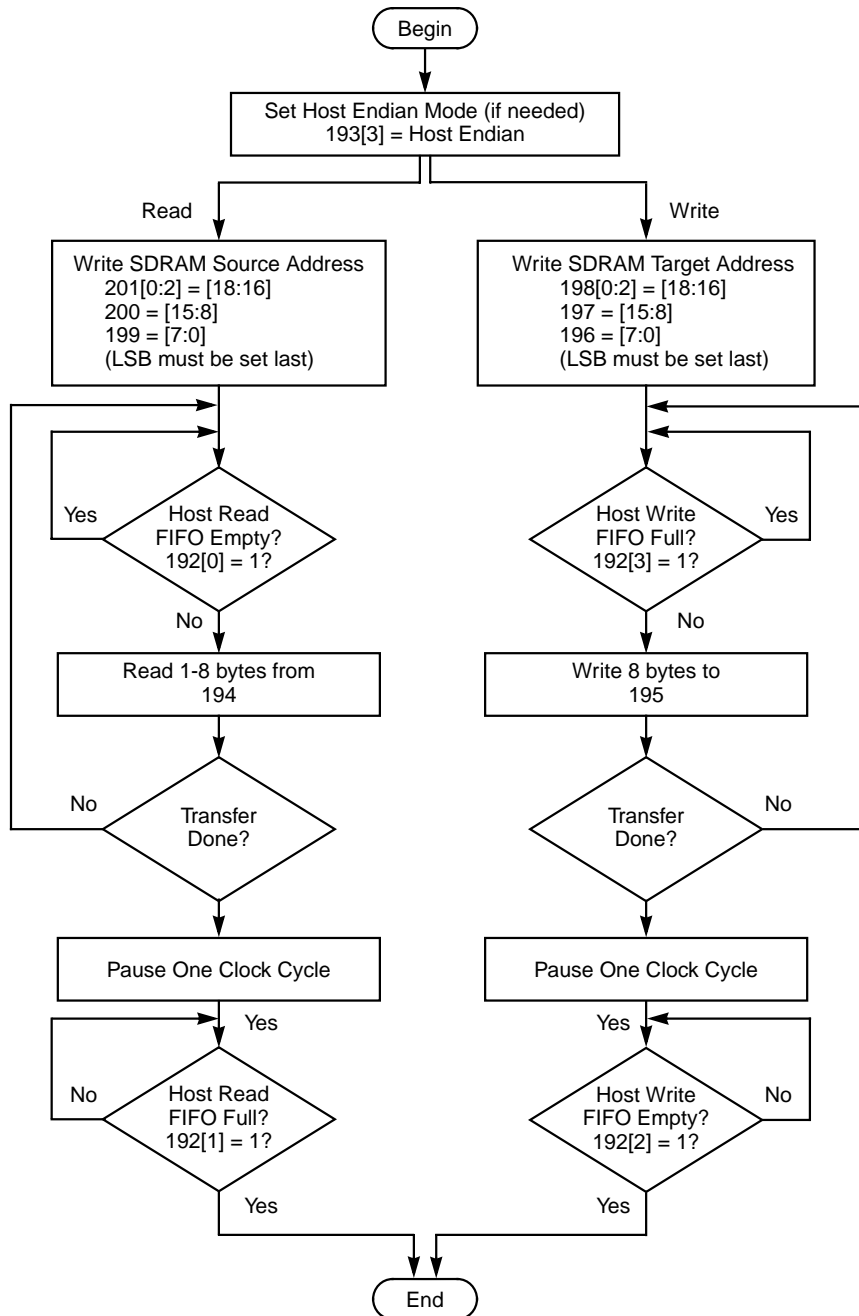 Begin
Set Host Endian Mode (if needed)
193[3] = Host Endian
Read
Write
Write SDRAM Source Address
201[0:2] = [18:16]
200 = [15:8]
199 = [7:0]
(LSB must be set last)
Write SDRAM Target Address
198[0:2] = [18:16]
197 = [15:8]
196 = [7:0]
(LSB must be set last)
Yes
Host Read
FIFO Empty?
192[0] = 1?
Host Write
FIFO Full?
192[3] = 1?
Yes
No
No
Read 1-8 bytes from
194
Write 8 bytes to
195
No
Transfer
Done?
Transfer
Done?
No
Pause One Clock Cycle
Pause One Clock Cycle
Yes
Yes
No
Host Read
FIFO Full?
192[1] = 1?
Host Write
FIFO Empty?
192[2] = 1?
No
Yes
Yes
End